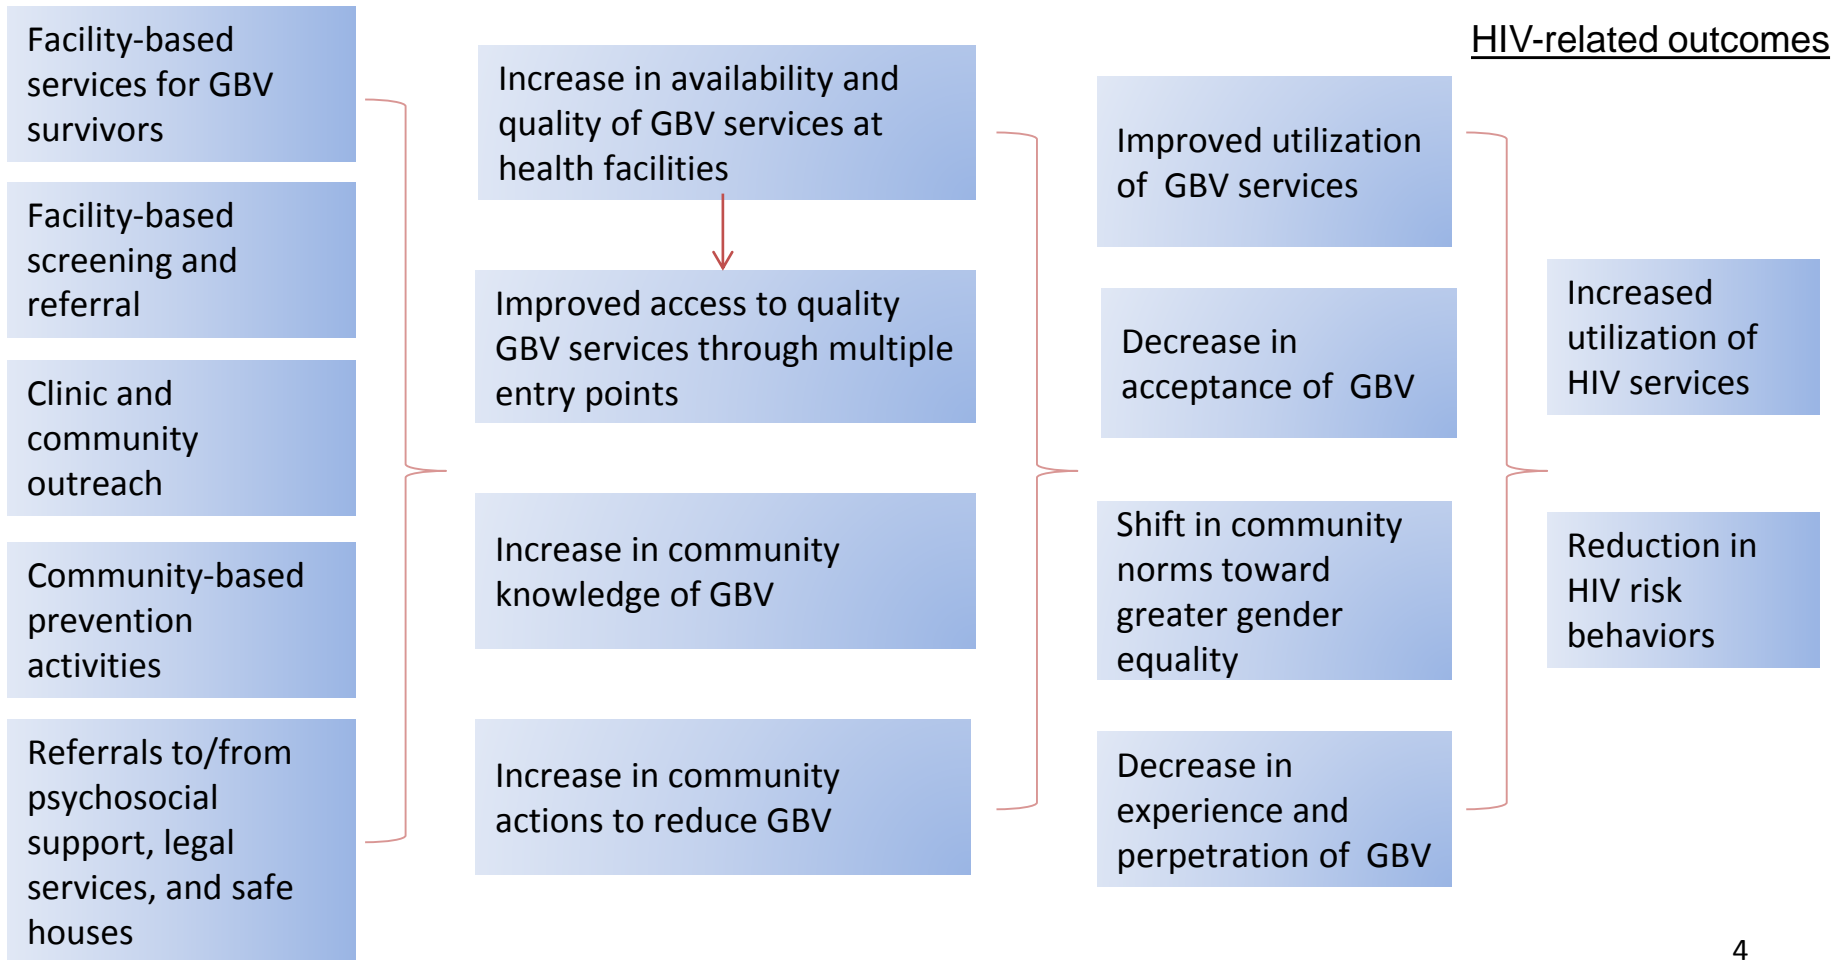 Facility-based
services for GBV
survivors
Facility-based
screening and
referral
Clinic and
community
outreach
Community-based
prevention
activities
Referrals to/from
psychosocial
support, legal
services, and safe
houses
Increase in availability and
quality of GBV services at
health facilities
Improved access to quality
GBV services through multiple
entry points
Increase in community
knowledge of GBV
Increase in community
actions to reduce GBV
Improved utilization
of GBV services
Decrease in
acceptance of GBV
Shift in community
norms toward
greater gender
equality
Decrease in
experience and
perpetration of GBV
HIV-related outcomes
Increased
utilization of
HIV services
Reduction in
HIV risk
behaviors
4